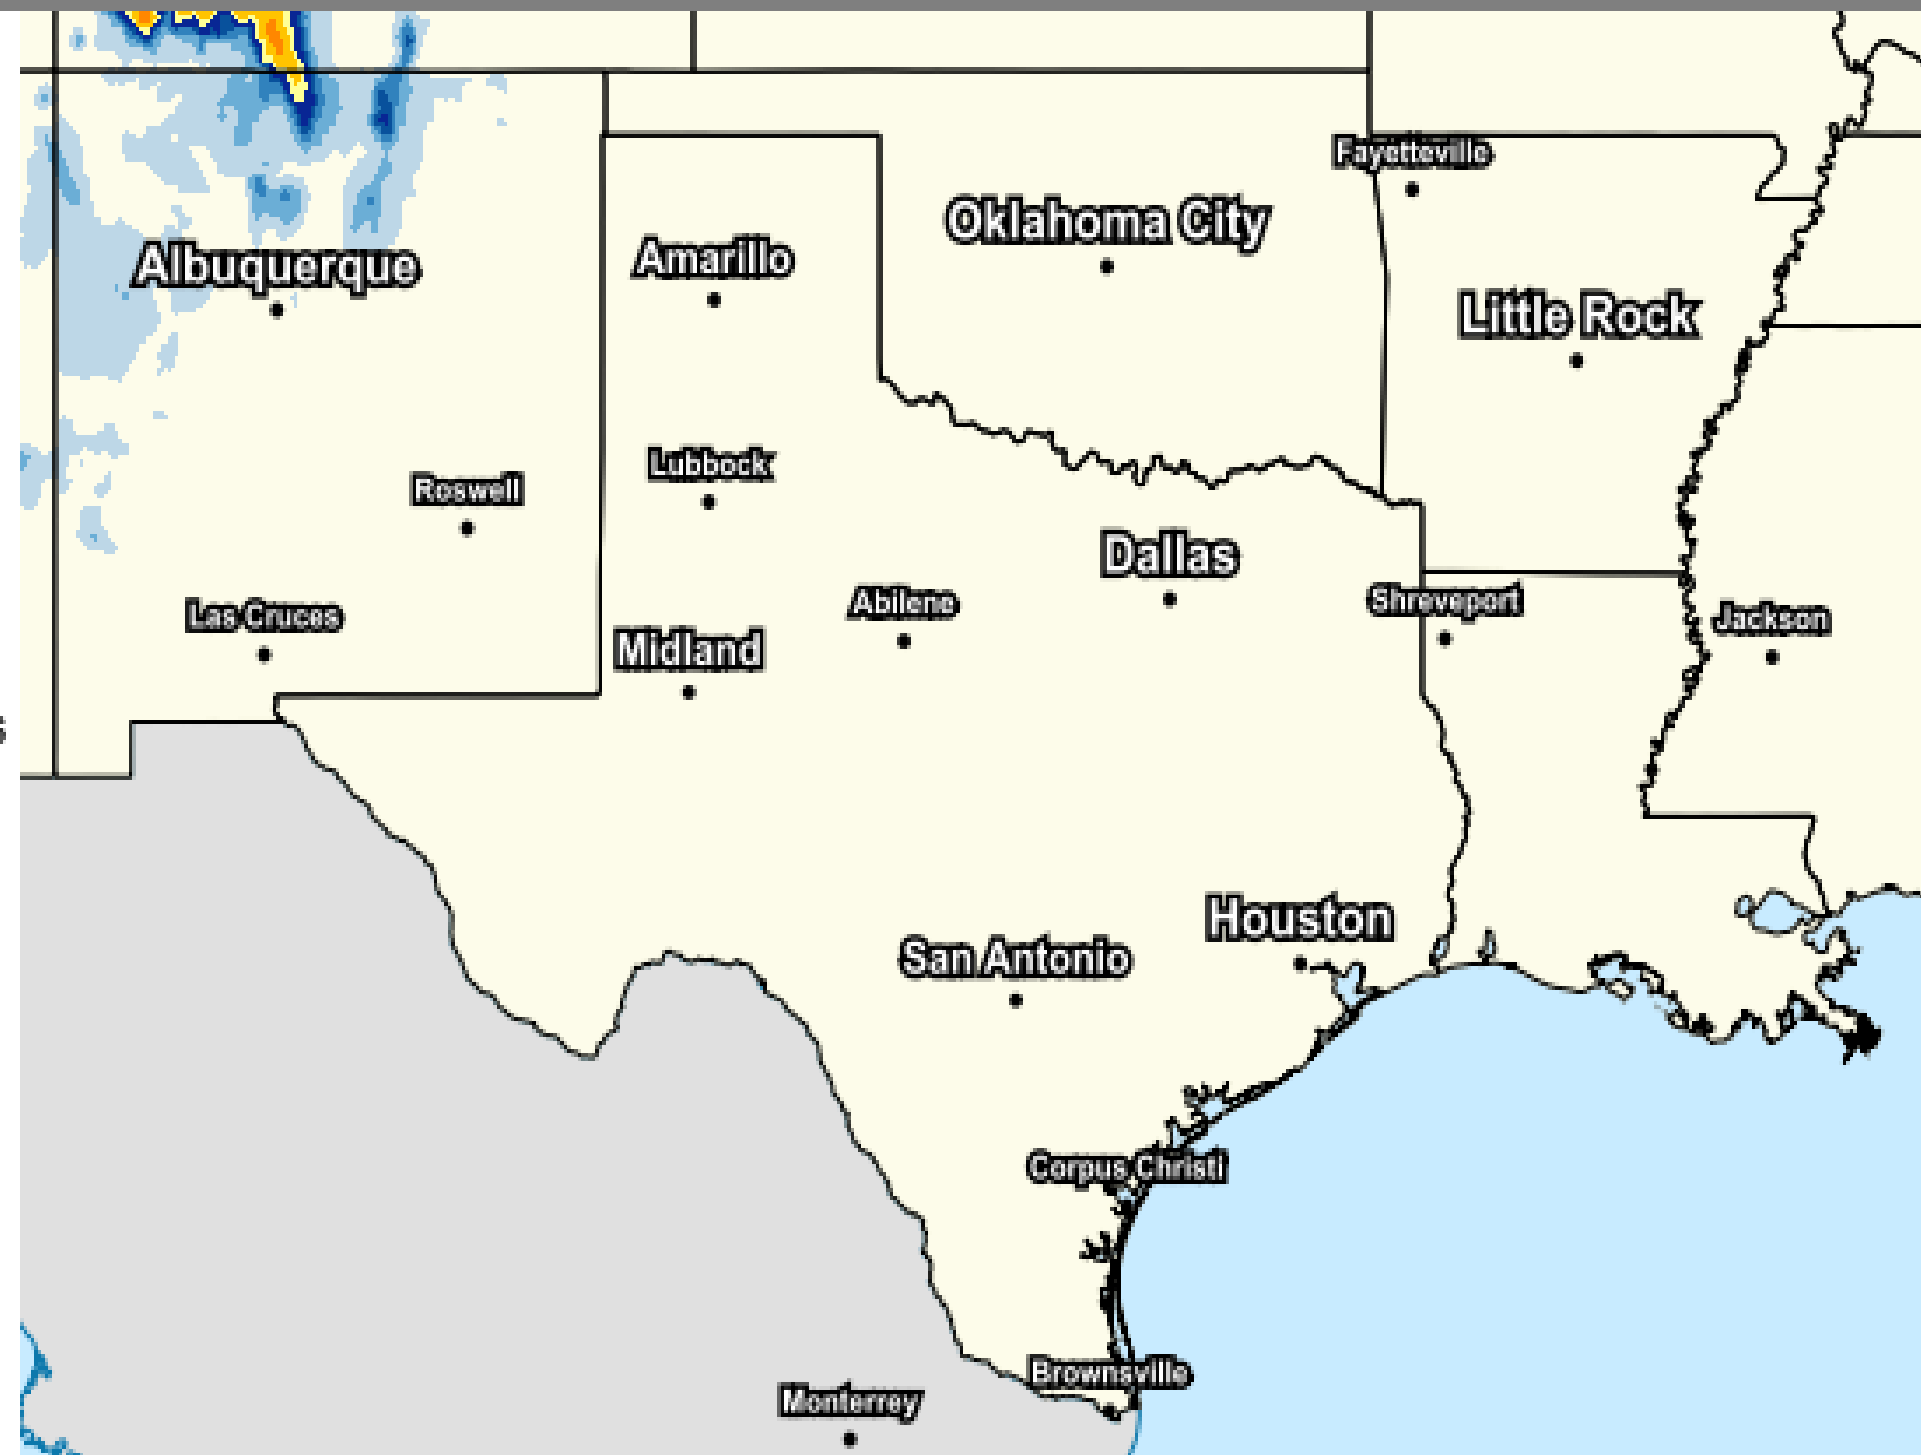 Fayetteville
Oklahoma City
Albuquerque
Amarillo
Little Rock
Lubbock
Roswell
Dallas
Abilene
Shreveport
Las Cruces
Jackson
Midland
Houston
San Antonio
Corpus Christi
Brownsville
Monterrey